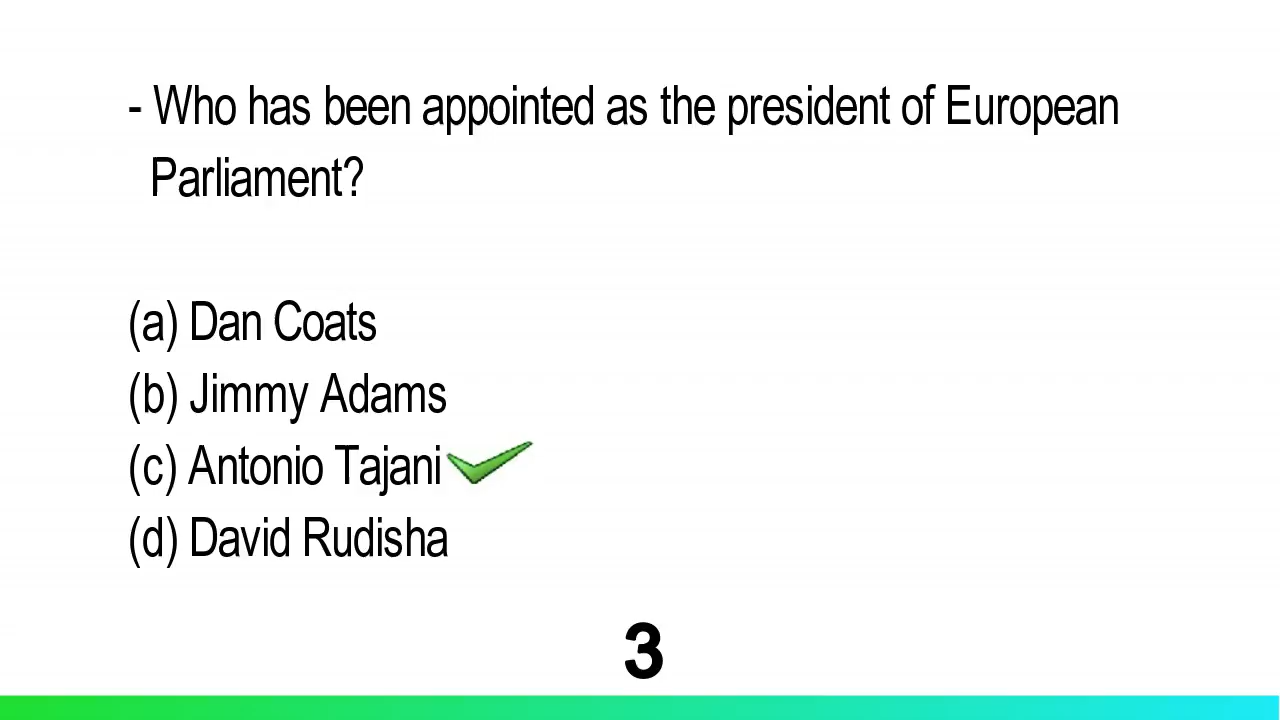 - Who has been appointed as the president of European
Parliament?
(a) Dan Coats
(b) Jimmy Adams
(c) Antonio Tajani
(d) David Rudisha
3